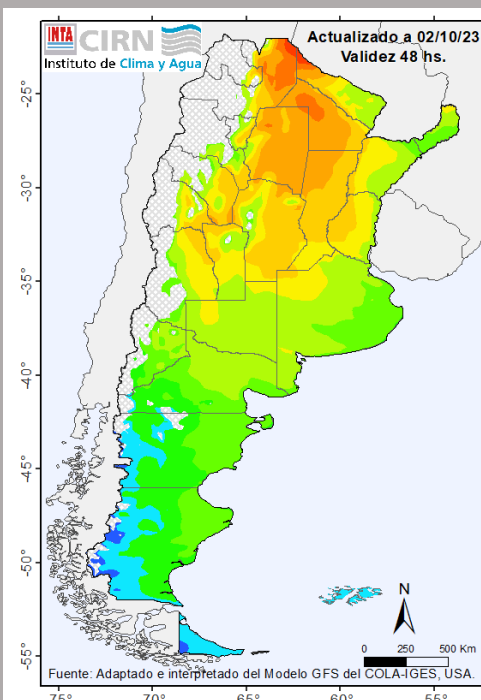 INTA CIRN
Instituto de Clima y Agua
Actualizado a 02/10/23
Validez 48 hs.
-25°
-30°
-35°
-40°
-45°
-50°
-55°
N
0 250 500 Km
Fuente: Adaptado e interpretado del Modelo GFS del COLA-IGES, USA.
-75° -70° -65° -60° -55°